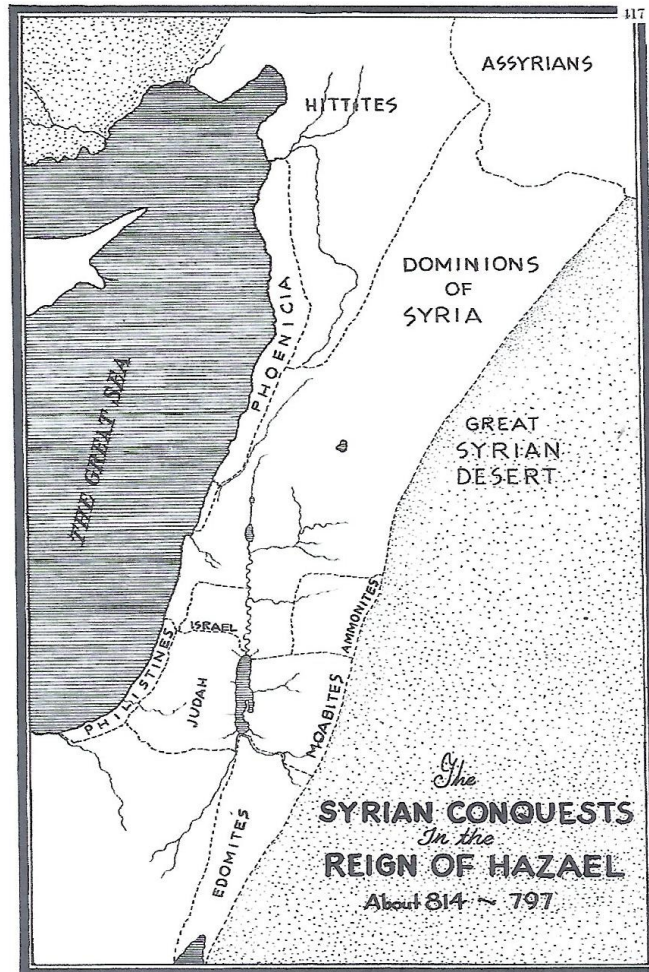 417
ASSYRIANS
HITTITES
DOMINIONS
OF
SYRIA
PHOENICIA
THE GREAT SEA
GREAT
SYRIAN
DESERT
AMMONITES
ISRAEL
PHILISTINES
JUDAH
MOABITES
EDOMITES
The
SYRIAN CONQUESTS
In the
REIGN OF HAZAEL
About 814 ~ 797